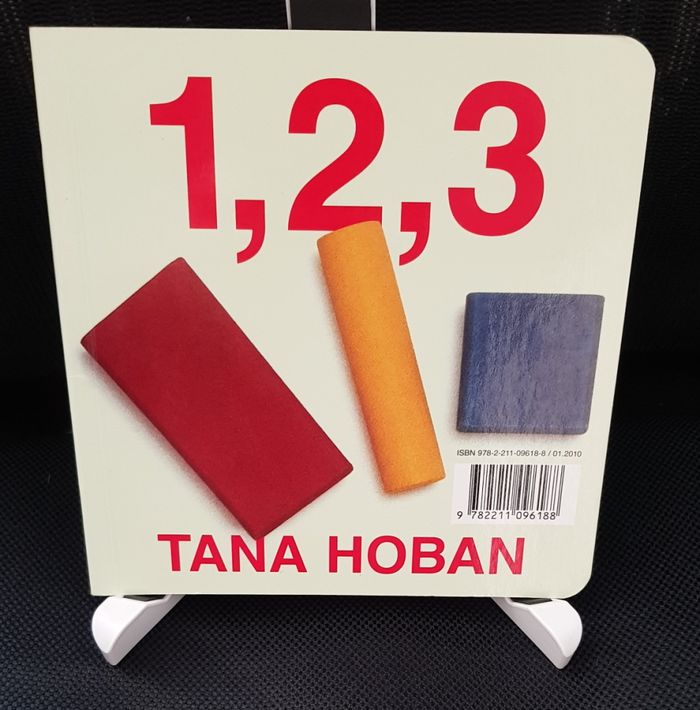 1,2,3
ISBN 978-2-211-09618-8 / 01.2010
9 782211 096188
TANA HOBAN